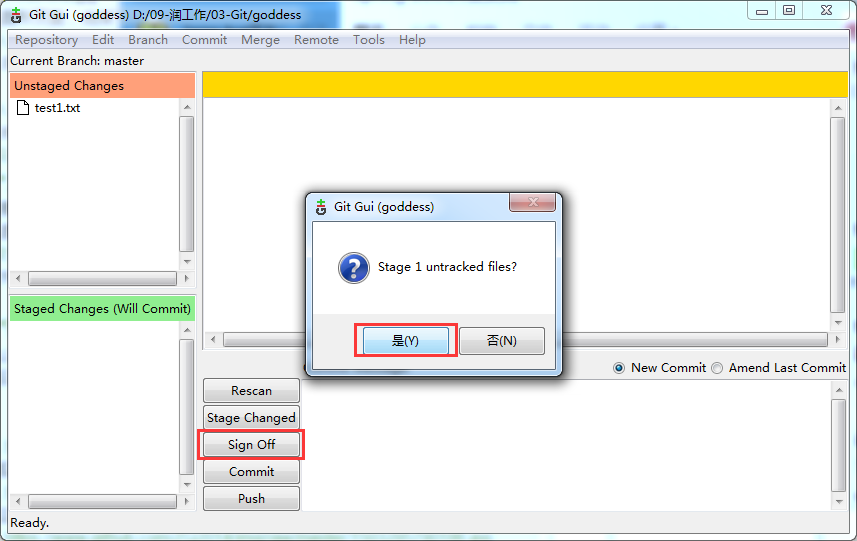 Git Gui (goddess) D:/09-润工作/03-Git/goddess
Repository Edit Branch Commit Merge Remote Tools Help
Current Branch: master
Unstaged Changes
test1.txt
Git Gui (goddess)
Stage 1 untracked files?
是(Y) 否(N)
Staged Changes (Will Commit)
New Commit Amend Last Commit
Rescan
Stage Changed
Sign Off
Commit
Push
Ready.